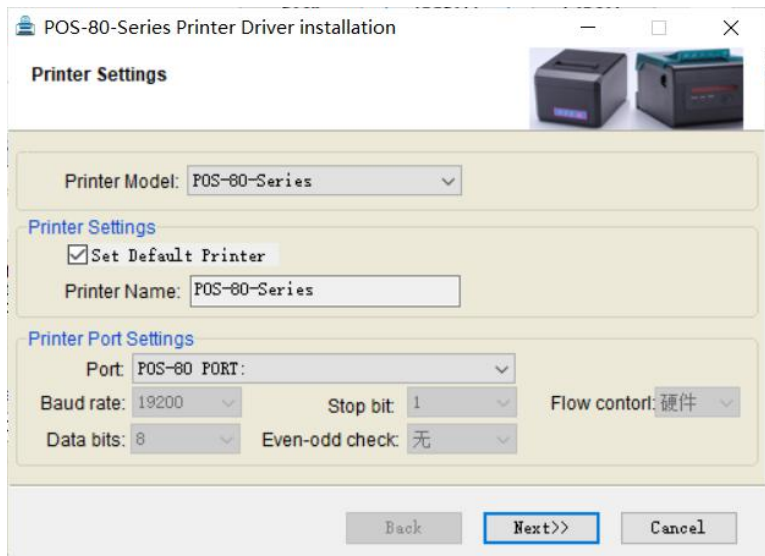 POS-80-Series Printer Driver installation
Printer Settings
Printer Model: POS-80-Series
Printer Settings
Set Default Printer
Printer Name: POS-80-Series
Printer Port Settings
Port: POS-80 PORT:
Baud rate: 19200 Stop bit: 1 Flow contorl: 硬件
Data bits: 8 Even-odd check: 无
Back Next>> Cancel